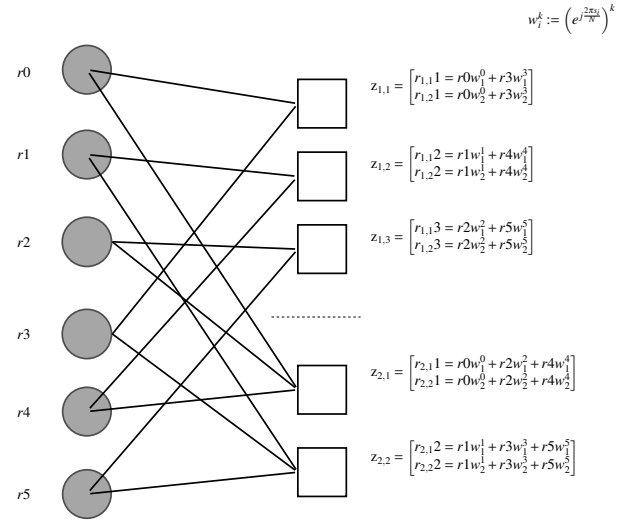 w_i^k := (e^{j\frac{2πs_i}{N}})^k
r0
z_{1,1} = [r_{1,1}1 = r0w_1^0 + r3w_1^3
r_{1,2}1 = r0w_2^0 + r3w_2^3]
r1
z_{1,2} = [r_{1,1}2 = r1w_1^1 + r4w_1^4
r_{1,2}2 = r1w_2^1 + r4w_2^4]
r2
z_{1,3} = [r_{1,1}3 = r2w_1^2 + r5w_1^5
r_{1,2}3 = r2w_2^2 + r5w_2^5]
r3
z_{2,1} = [r_{2,1}1 = r0w_1^0 + r2w_1^2 + r4w_1^4
r_{2,2}1 = r0w_2^0 + r2w_2^2 + r4w_2^4]
r4
z_{2,2} = [r_{2,1}2 = r1w_1^1 + r3w_1^3 + r5w_1^5
r_{2,2}2 = r1w_2^1 + r3w_2^3 + r5w_2^5]
r5